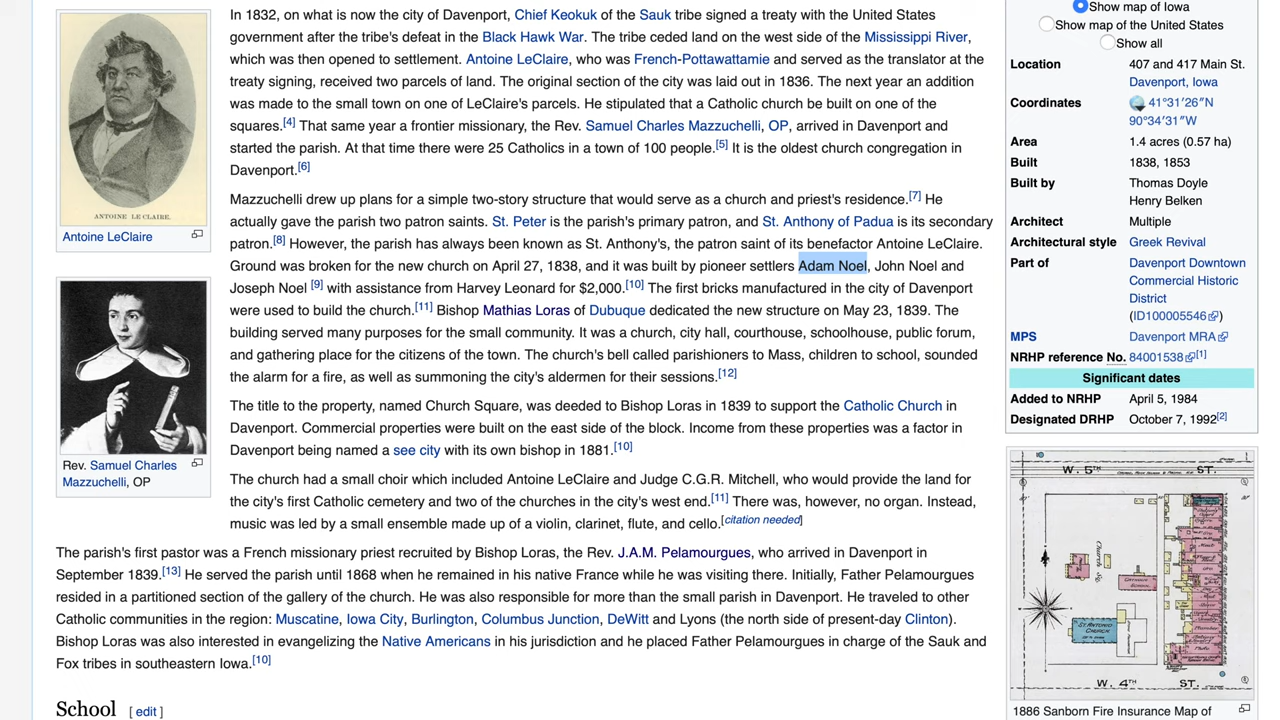 In 1832, on what is now the city of Davenport, Chief Keokuk of the Sauk tribe signed a treaty with the United States
government after the tribe's defeat in the Black Hawk War. The tribe ceded land on the west side of the Mississippi River,
which was then opened to settlement. Antoine LeClaire, who was French-Pottawattamie and served as the translator at the
treaty signing, received two parcels of land. The original section of the city was laid out in 1836. The next year an addition
was made to the small town on one of LeClaire's parcels. He stipulated that a Catholic church be built on one of the
squares.[4] That same year a frontier missionary, the Rev. Samuel Charles Mazzuchelli, OP, arrived in Davenport and
started the parish. At that time there were 25 Catholics in a town of 100 people.[5] It is the oldest church congregation in
Davenport.[6]
ANTOINE LE CLAIRE.
Antoine LeClaire
Mazzuchelli drew up plans for a simple two-story structure that would serve as a church and priest's residence.[7] He
actually gave the parish two patron saints. St. Peter is the parish's primary patron, and St. Anthony of Padua is its secondary
patron.[8] However, the parish has always been known as St. Anthony's, the patron saint of its benefactor Antoine LeClaire.
Ground was broken for the new church on April 27, 1838, and it was built by pioneer settlers Adam Noel, John Noel and
Joseph Noel [9] with assistance from Harvey Leonard for $2,000.[10] The first bricks manufactured in the city of Davenport
were used to build the church.[11] Bishop Mathias Loras of Dubuque dedicated the new structure on May 23, 1839. The
building served many purposes for the small community. It was a church, city hall, courthouse, schoolhouse, public forum,
and gathering place for the citizens of the town. The church's bell called parishioners to Mass, children to school, sounded
the alarm for a fire, as well as summoning the city's aldermen for their sessions.[12]
The title to the property, named Church Square, was deeded to Bishop Loras in 1839 to support the Catholic Church in
Davenport. Commercial properties were built on the east side of the block. Income from these properties was a factor in
Davenport being named a see city with its own bishop in 1881.[10]
Rev. Samuel Charles
Mazzuchelli, OP
The church had a small choir which included Antoine LeClaire and Judge C.G.R. Mitchell, who would provide the land for
the city's first Catholic cemetery and two of the churches in the city's west end.[11] There was, however, no organ. Instead,
music was led by a small ensemble made up of a violin, clarinet, flute, and cello.[citation needed]
The parish's first pastor was a French missionary priest recruited by Bishop Loras, the Rev. J.A.M. Pelamourgues, who arrived in Davenport in
September 1839.[13] He served the parish until 1868 when he remained in his native France while he was visiting there. Initially, Father Pelamourgues
resided in a partitioned section of the gallery of the church. He was also responsible for more than the small parish in Davenport. He traveled to other
Catholic communities in the region: Muscatine, Iowa City, Burlington, Columbus Junction, DeWitt and Lyons (the north side of present-day Clinton).
Bishop Loras was also interested in evangelizing the Native Americans in his jurisdiction and he placed Father Pelamourgues in charge of the Sauk and
Fox tribes in southeastern Iowa.[10]
School [ edit ]
Show map of Iowa
Show map of the United States
Show all
Location 407 and 417 Main St.
Davenport, Iowa
Coordinates 41°31′26″N
90°34′31″W
Area 1.4 acres (0.57 ha)
Built 1838, 1853
Built by Thomas Doyle
Henry Belken
Architect Multiple
Architectural style Greek Revival
Part of Davenport Downtown
Commercial Historic
District
(ID100005546)
MPS Davenport MRA
NRHP reference No. 84001538[1]
Significant dates
Added to NRHP April 5, 1984
Designated DRHP October 7, 1992[2]
W. 5TH ST.
Church Sq
ST. ANTONIO
CHURCH
W. 4TH ST.
1886 Sanborn Fire Insurance Map of